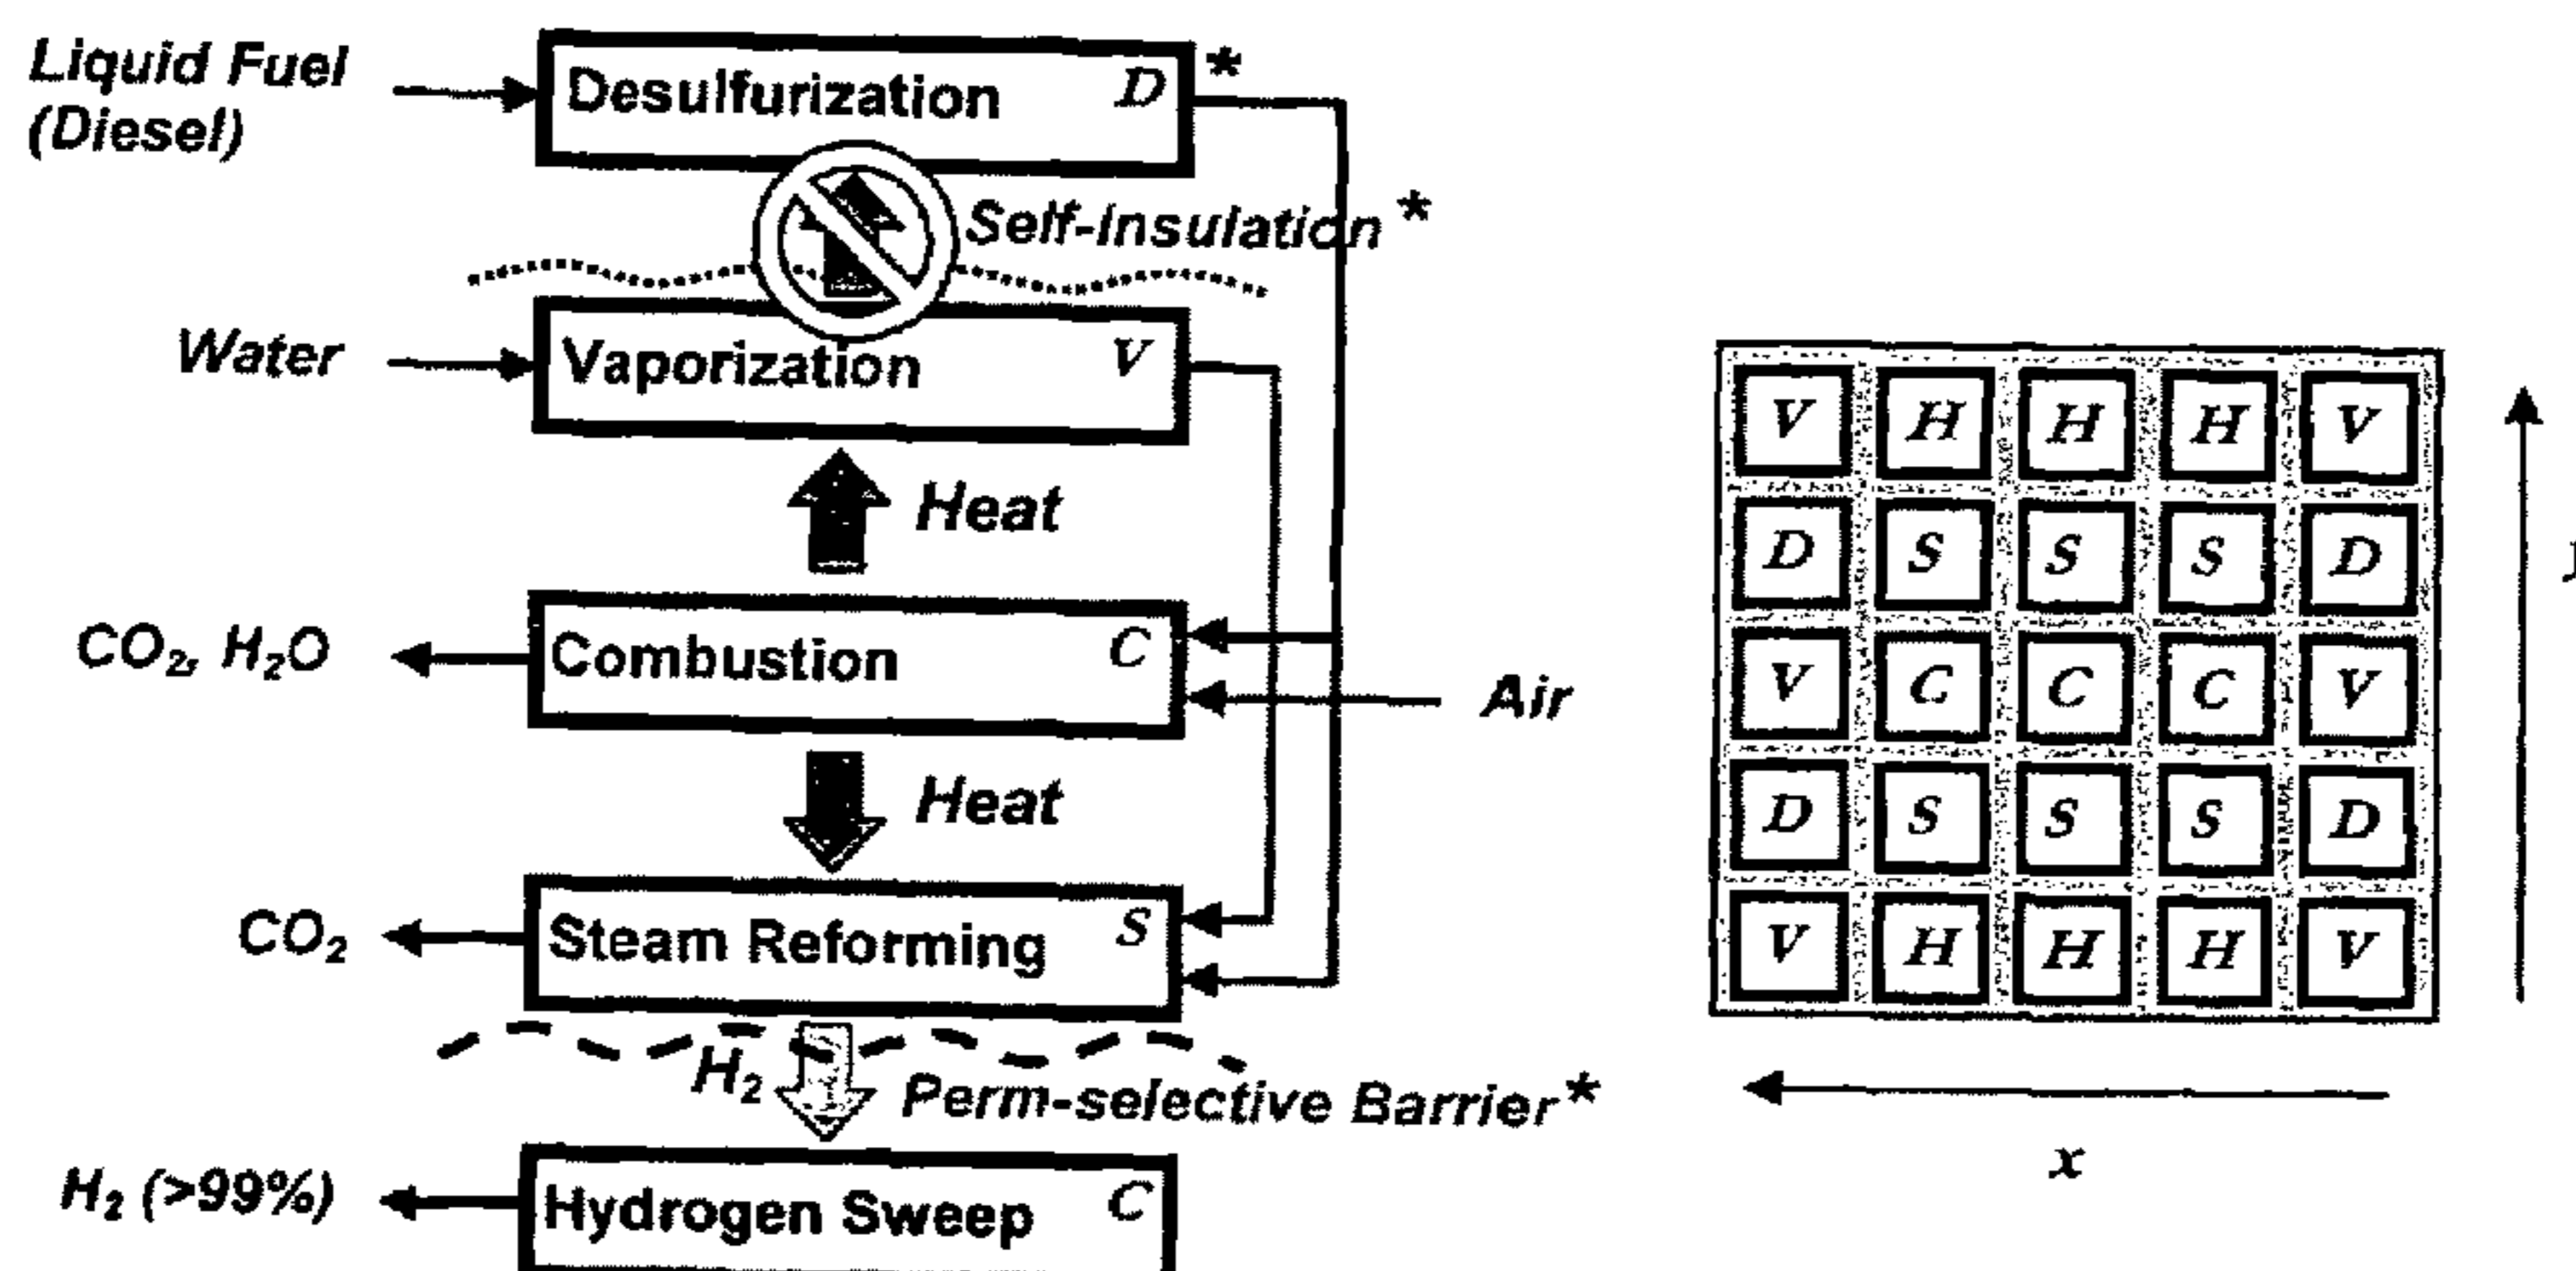 Liquid Fuel
(Diesel)
Desulfurization D *
Self-Insulation *
Water
Vaporization V
Heat
CO2, H2O
Combustion C
Air
Heat
CO2
Steam Reforming S
H2
Perm-selective Barrier*
H2 (>99%)
Hydrogen Sweep C
V H H H V
D S S S D
V C C C V
D S S S D
V H H H V
x